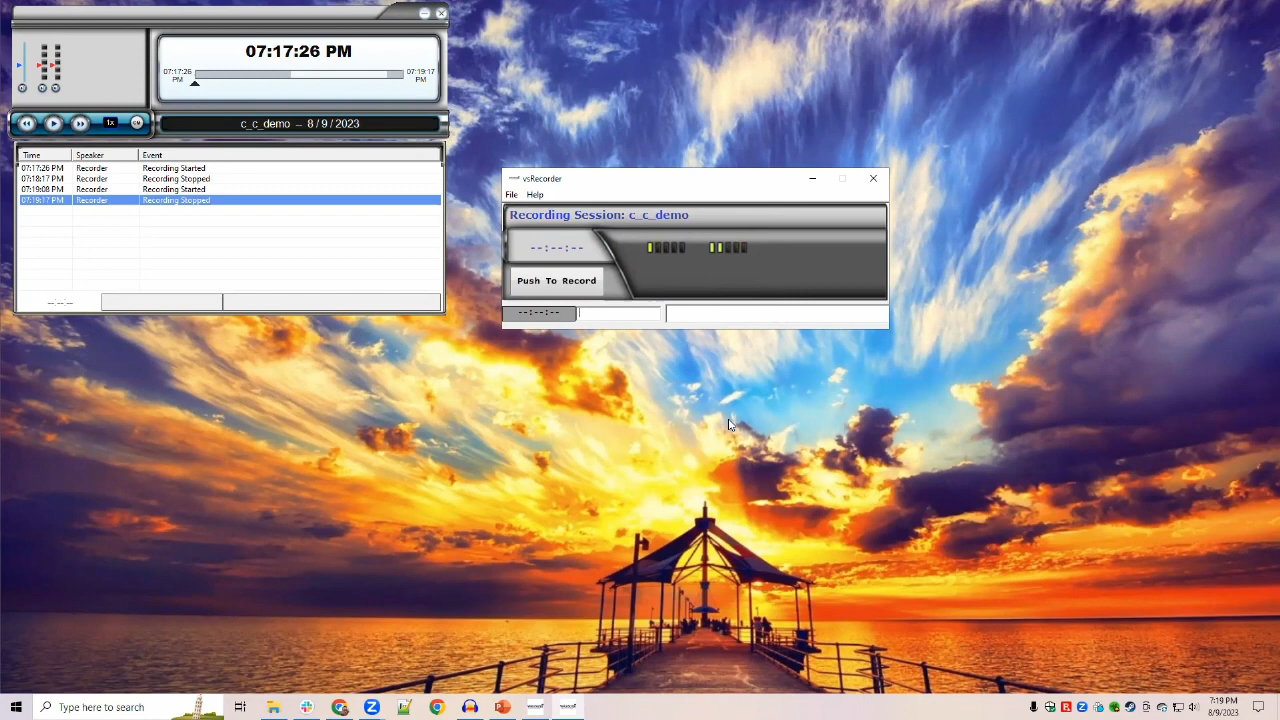 07:17:26 PM
07:17:26 PM
07:19:17 PM
1x
c_c_demo – 8/9/2023
Time Speaker Event
07:17:26 PM Recorder Recording Started
07:18:17 PM Recorder Recording Stopped
07:19:08 PM Recorder Recording Started
07:19:17 PM Recorder Recording Stopped
--:--:--
vsRecorder
File Help
Recording Session: c_c_demo
--:--:--
Push To Record
--:--:--
Type here to search
7:19 PM
8/9/2023